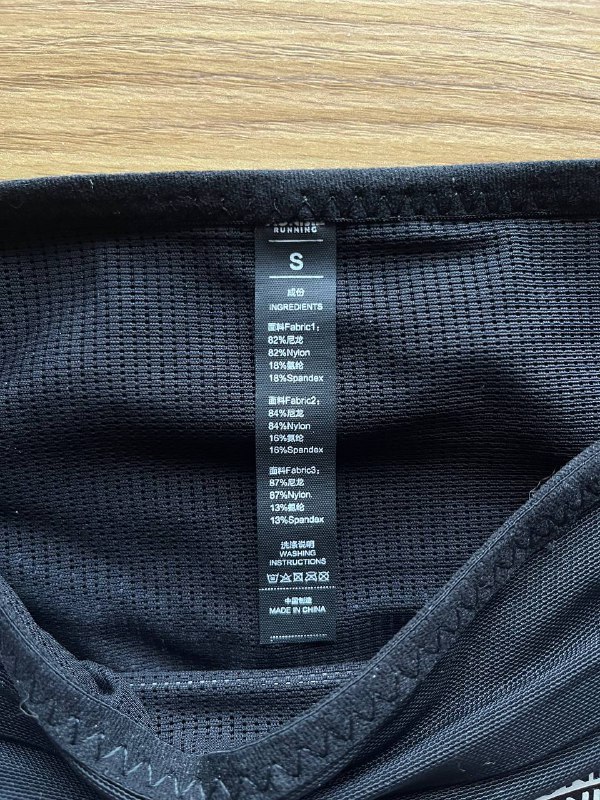 RUNNING
S
成份
INGREDIENTS
面料Fabric1:
82%尼龙
82%Nylon
18%氨纶
18%Spandex
面料Fabric2:
84%尼龙
84%Nylon
16%氨纶
16%Spandex
面料Fabric3:
87%尼龙
87%Nylon
13%氨纶
13%Spandex
洗涤说明
WASHING
INSTRUCTIONS
中国制造
MADE IN CHINA